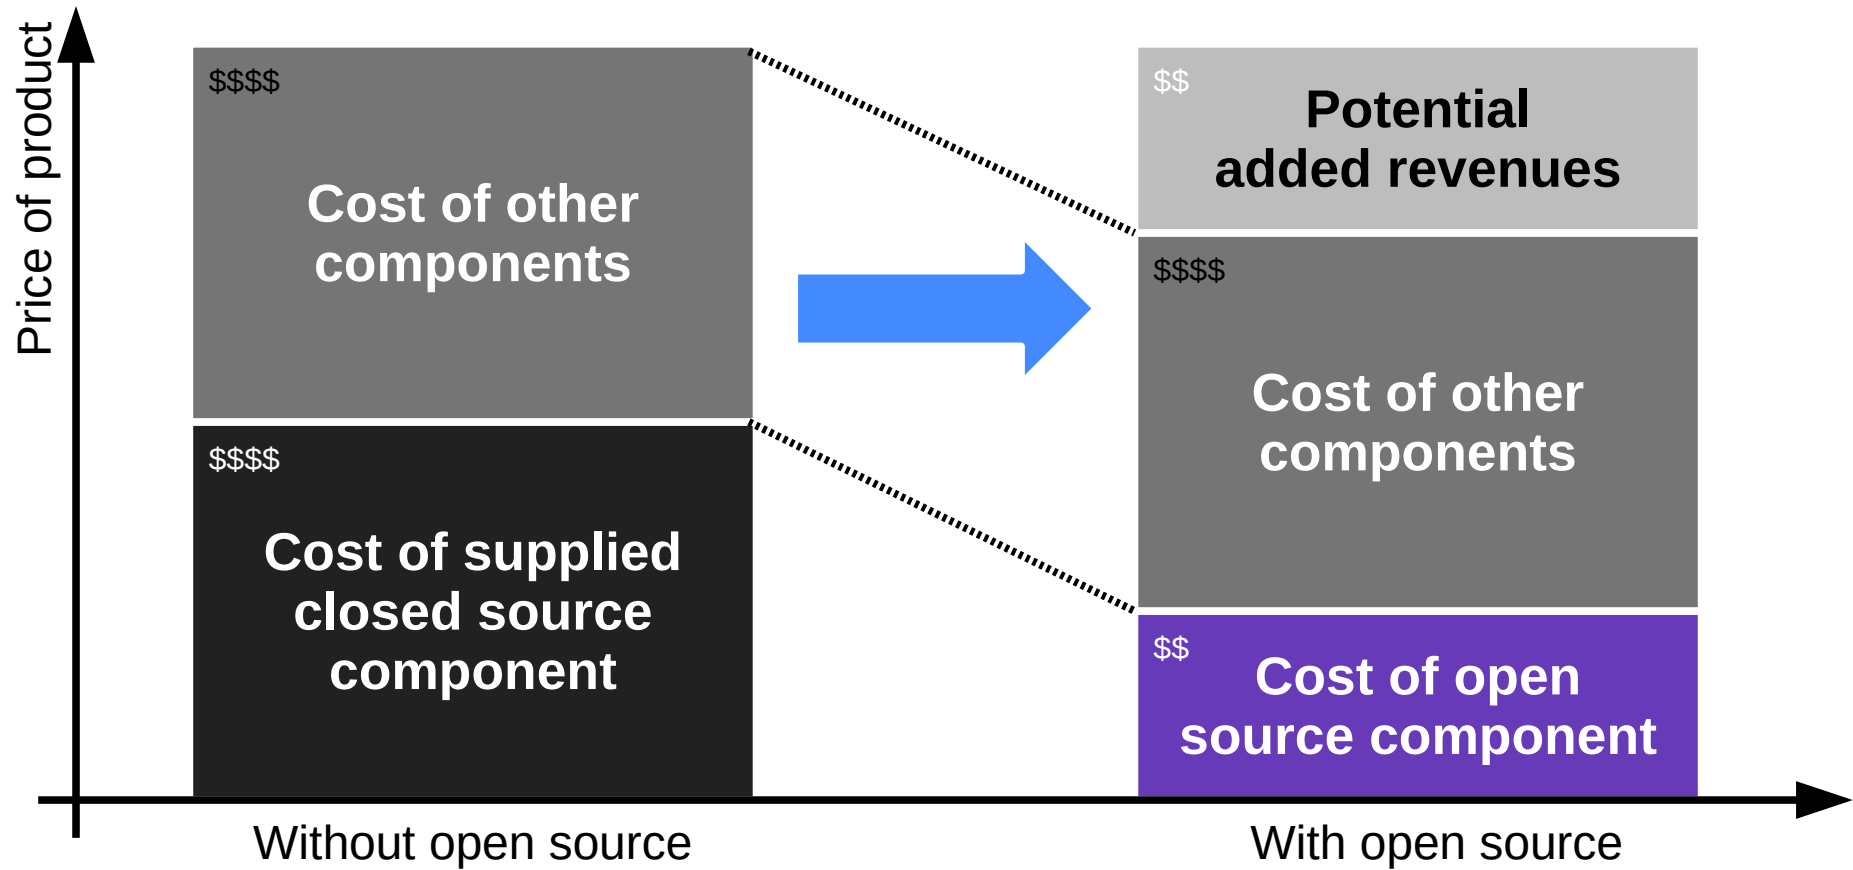 Price of product
$$$$
Cost of other
components
$$$$
Cost of supplied
closed source
component
Without open source
$$
Potential
added revenues
$$$$
Cost of other
components
$$
Cost of open
source component
With open source